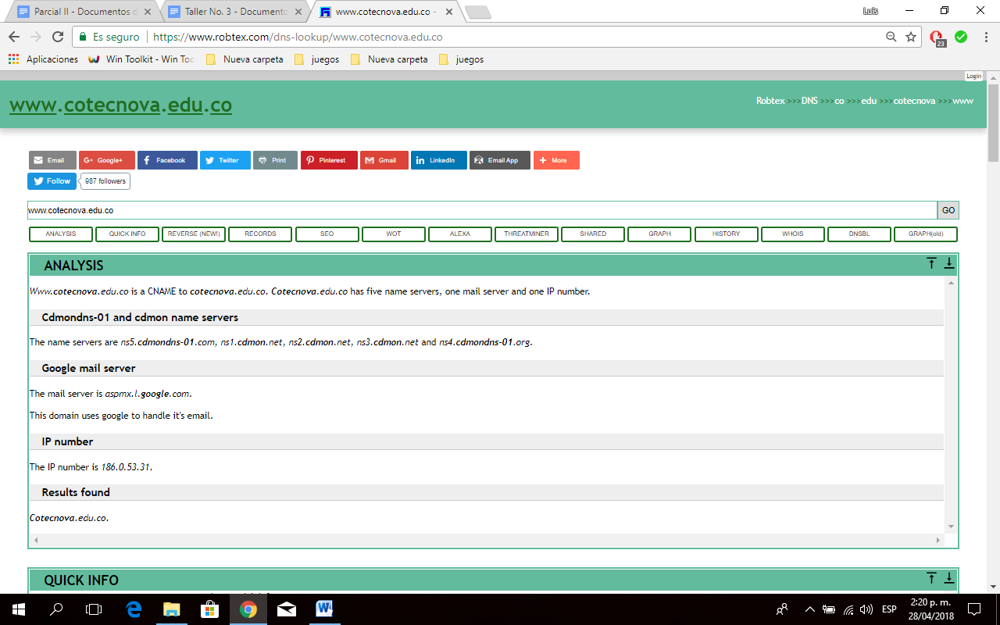 Parcial II - Documentos d
Taller No. 3 - Documento
www.cotecnova.edu.co -
Luis
Es seguro
https://www.robtex.com/dns-lookup/www.cotecnova.edu.co
23
Aplicaciones
Win Toolkit - Win Too
Nueva carpeta
juegos
Nueva carpeta
juegos
Login
www.cotecnova.edu.co
Robtex >>>DNS >>>co >>>edu >>>cotecnova >>>www
Email
G+ Google+
Facebook
Twitter
Print
Pinterest
Gmail
LinkedIn
Email App
More
Follow
987 followers
www.cotecnova.edu.co
GO
ANALYSIS
QUICK INFO
REVERSE (NEW!)
RECORDS
SEO
WOT
ALEXA
THREATMINER
SHARED
GRAPH
HISTORY
WHOIS
DNSBL
GRAPH(old)
ANALYSIS
Www.cotecnova.edu.co is a CNAME to cotecnova.edu.co. Cotecnova.edu.co has five name servers, one mail server and one IP number.
Cdmondns-01 and cdmon name servers
The name servers are ns5.cdmondns-01.com, ns1.cdmon.net, ns2.cdmon.net, ns3.cdmon.net and ns4.cdmondns-01.org.
Google mail server
The mail server is aspmx.l.google.com.
This domain uses google to handle it's email.
IP number
The IP number is 186.0.53.31.
Results found
Cotecnova.edu.co.
QUICK INFO
ESP
2:20 p. m.
28/04/2018